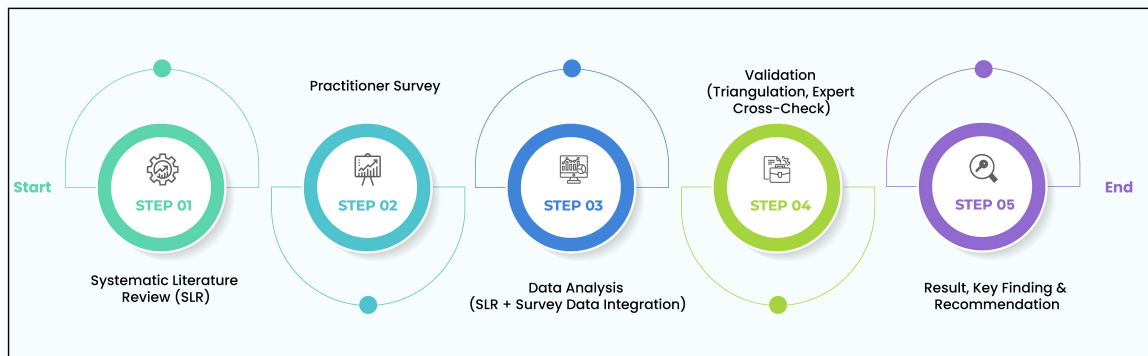 Start
STEP 01
Systematic Literature
Review (SLR)
Practitioner Survey
STEP 02
STEP 03
Data Analysis
(SLR + Survey Data Integration)
Validation
(Triangulation, Expert
Cross-Check)
STEP 04
STEP 05
Result, Key Finding &
Recommendation
End